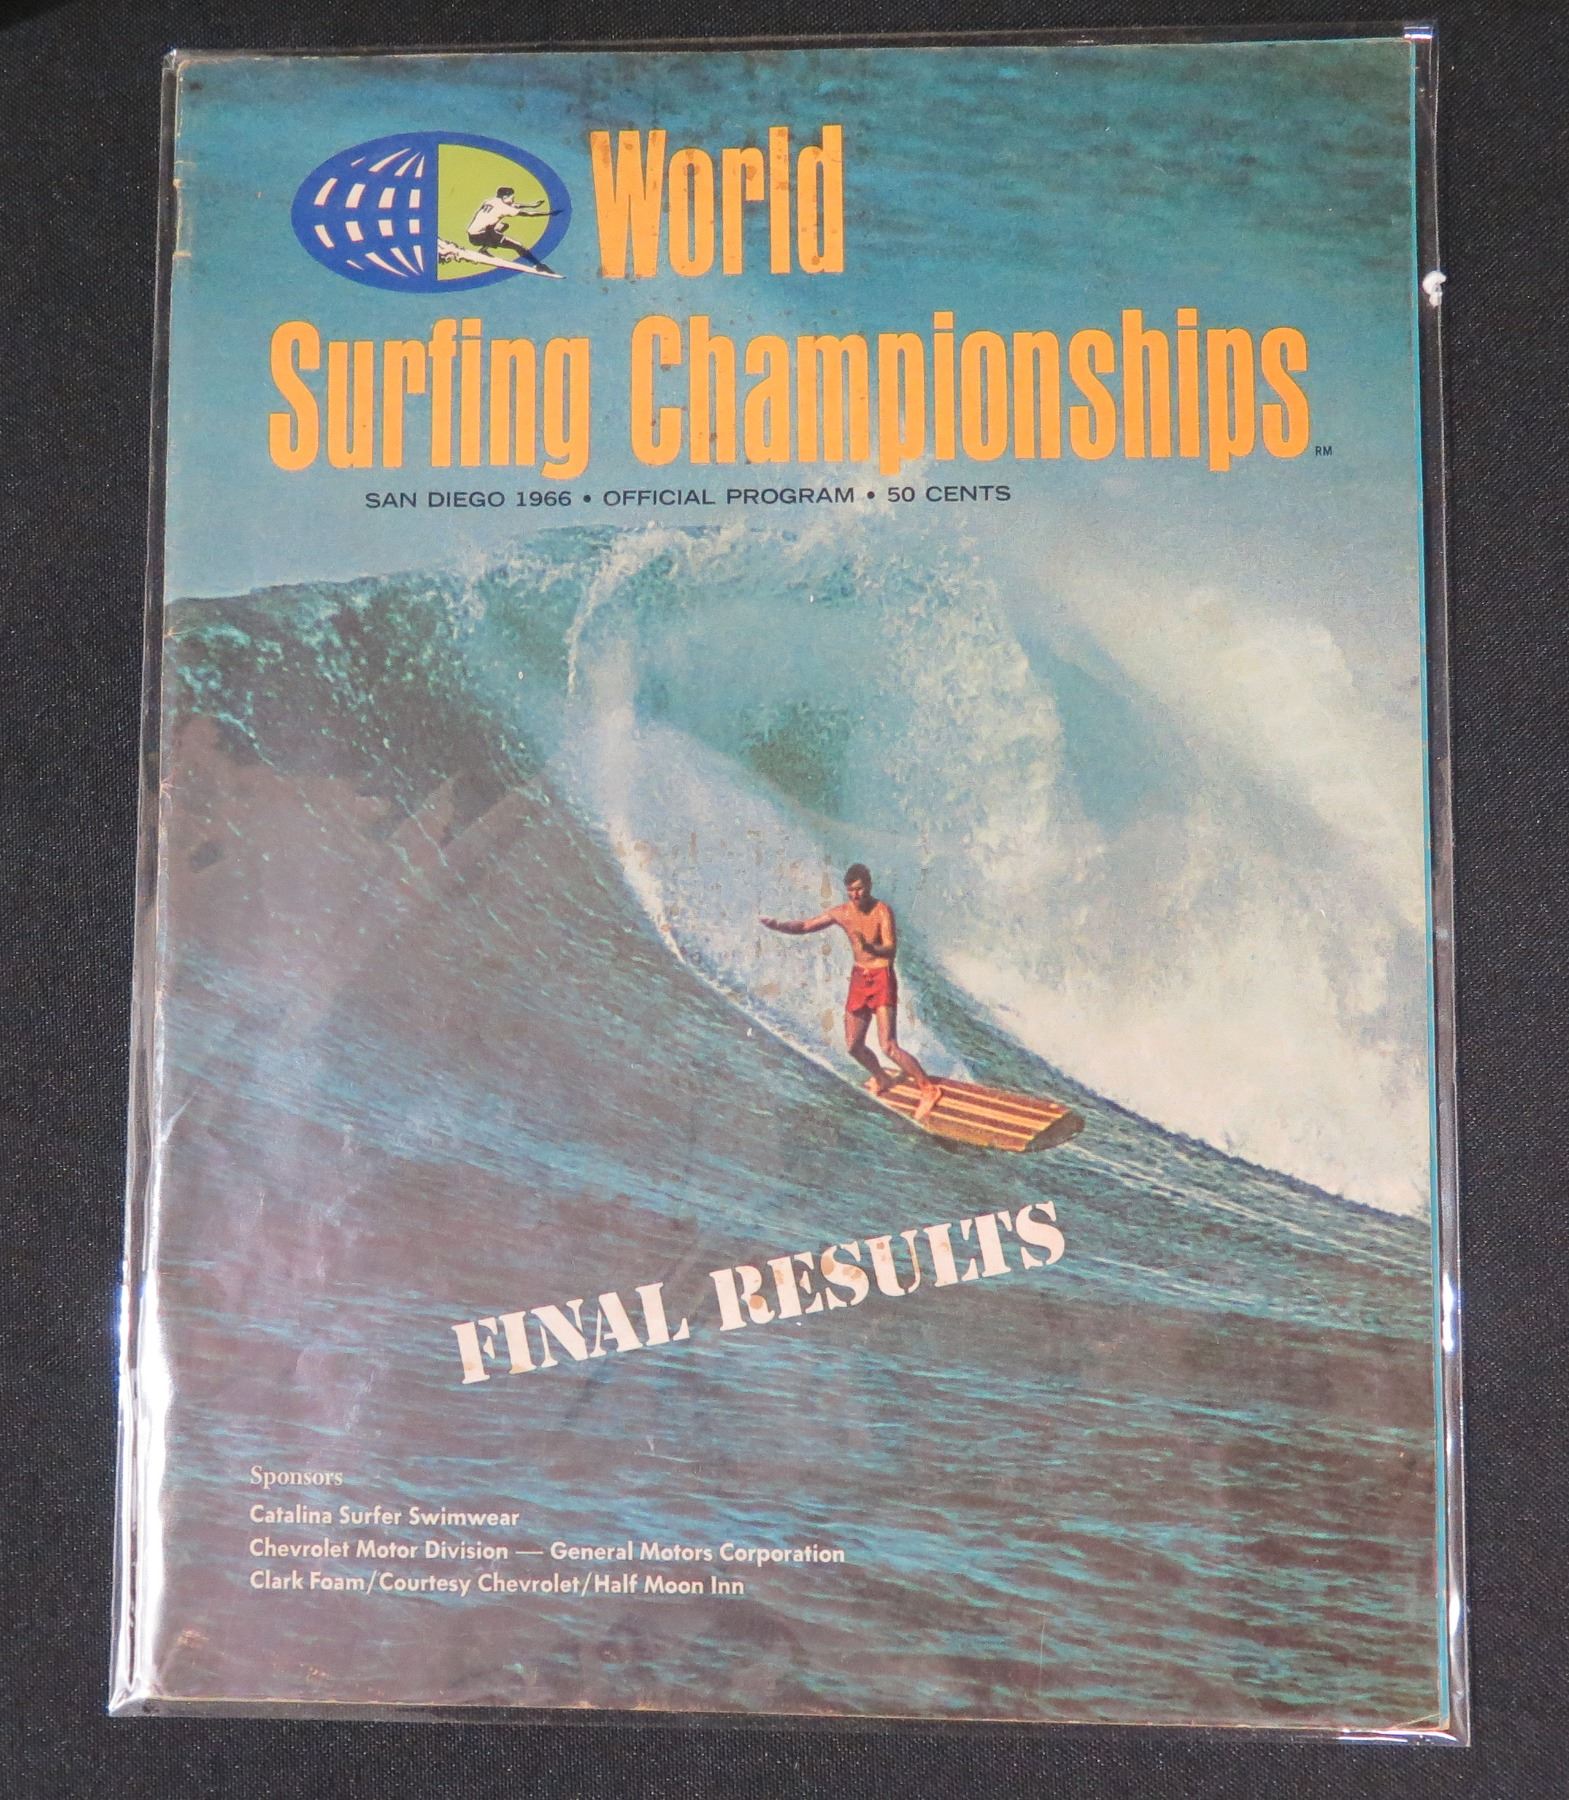 World
Surfing Championships
RM
SAN DIEGO 1966 • OFFICIAL PROGRAM • 50 CENTS
FINAL RESULTS
Sponsors
Catalina Surfer Swimwear
Chevrolet Motor Division — General Motors Corporation
Clark Foam/Courtesy Chevrolet/Half Moon Inn